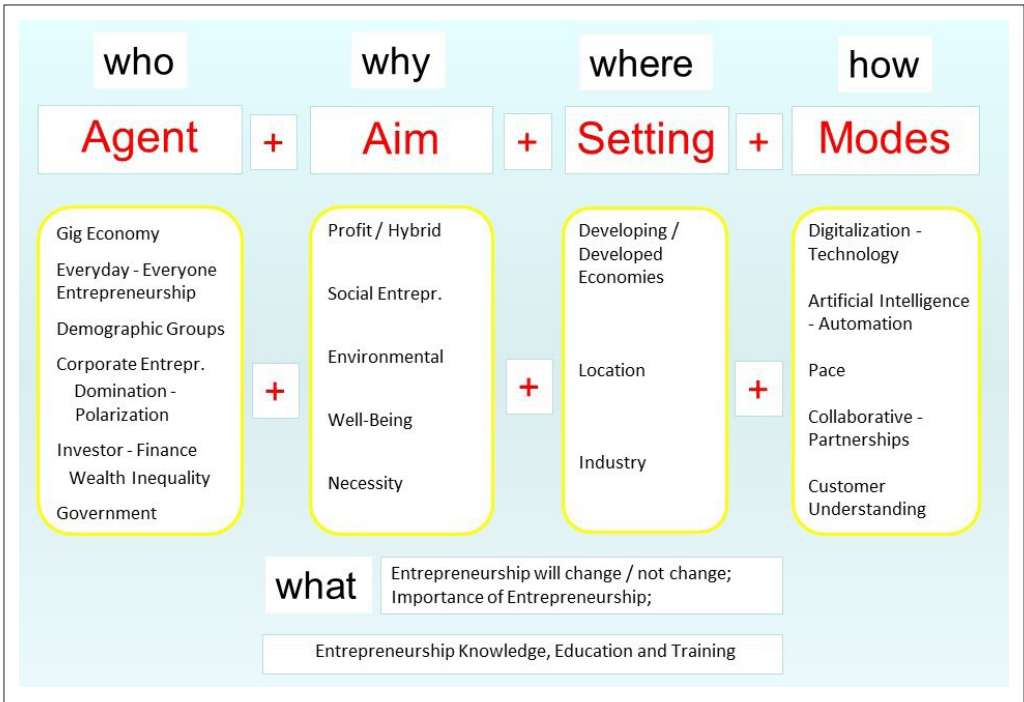 who
why
where
how
Agent
+
Aim
+
Setting
+
Modes
Gig Economy
Everyday - Everyone
Entrepreneurship
Demographic Groups
Corporate Entrepr.
Domination -
Polarization
Investor - Finance
Wealth Inequality
Government
+
Profit / Hybrid
Social Entrepr.
Environmental
Well-Being
Necessity
+
Developing /
Developed
Economies
Location
Industry
+
Digitalization -
Technology
Artificial Intelligence
- Automation
Pace
Collaborative -
Partnerships
Customer
Understanding
what
Entrepreneurship will change / not change;
Importance of Entrepreneurship;
Entrepreneurship Knowledge, Education and Training